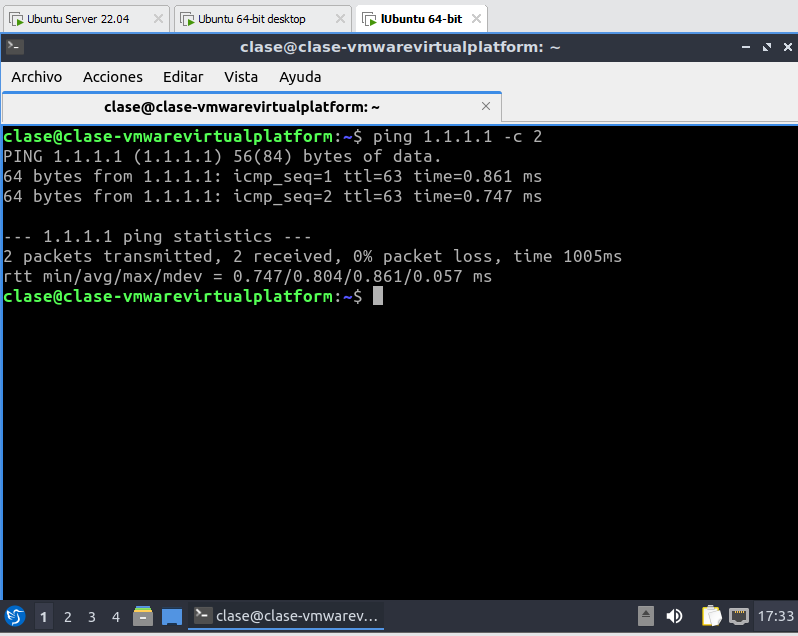 Ubuntu Server 22.04
Ubuntu 64-bit desktop
lUbuntu 64-bit
clase@clase-vmwarevirtualplatform: ~
Archivo Acciones Editar Vista Ayuda
clase@clase-vmwarevirtualplatform: ~
clase@clase-vmwarevirtualplatform:~$ ping 1.1.1.1 -c 2
PING 1.1.1.1 (1.1.1.1) 56(84) bytes of data.
64 bytes from 1.1.1.1: icmp_seq=1 ttl=63 time=0.861 ms
64 bytes from 1.1.1.1: icmp_seq=2 ttl=63 time=0.747 ms
--- 1.1.1.1 ping statistics ---
2 packets transmitted, 2 received, 0% packet loss, time 1005ms
rtt min/avg/max/mdev = 0.747/0.804/0.861/0.057 ms
clase@clase-vmwarevirtualplatform:~$
1 2 3 4 clase@clase-vmwarev... 17:33